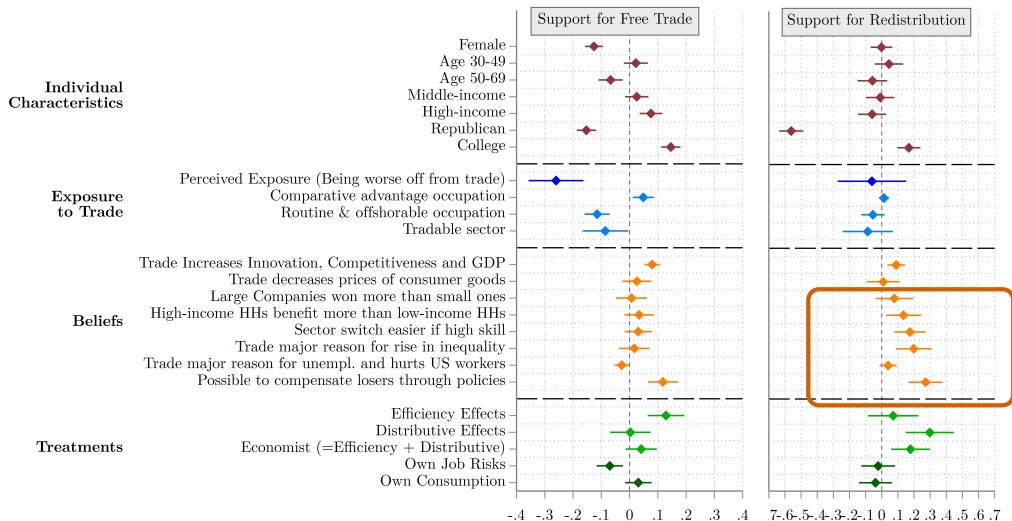 Support for Free Trade
Support for Redistribution
Individual
Characteristics
Female
Age 30-49
Age 50-69
Middle-income
High-income
Republican
College
Exposure
to Trade
Perceived Exposure (Being worse off from trade)
Comparative advantage occupation
Routine & offshorable occupation
Tradable sector
Beliefs
Trade Increases Innovation, Competitiveness and GDP
Trade decreases prices of consumer goods
Large Companies won more than small ones
High-income HHs benefit more than low-income HHs
Sector switch easier if high skill
Trade major reason for rise in inequality
Trade major reason for unempl. and hurts US workers
Possible to compensate losers through policies
Treatments
Efficiency Effects
Distributive Effects
Economist (=Efficiency + Distributive)
Own Job Risks
Own Consumption
-.4 -.3 -.2 -.1 0 .1 .2 .3 .4
.7-.6-.5-.4-.3-.2-.1 0 .1 .2 .3 .4 .5 .6 .7